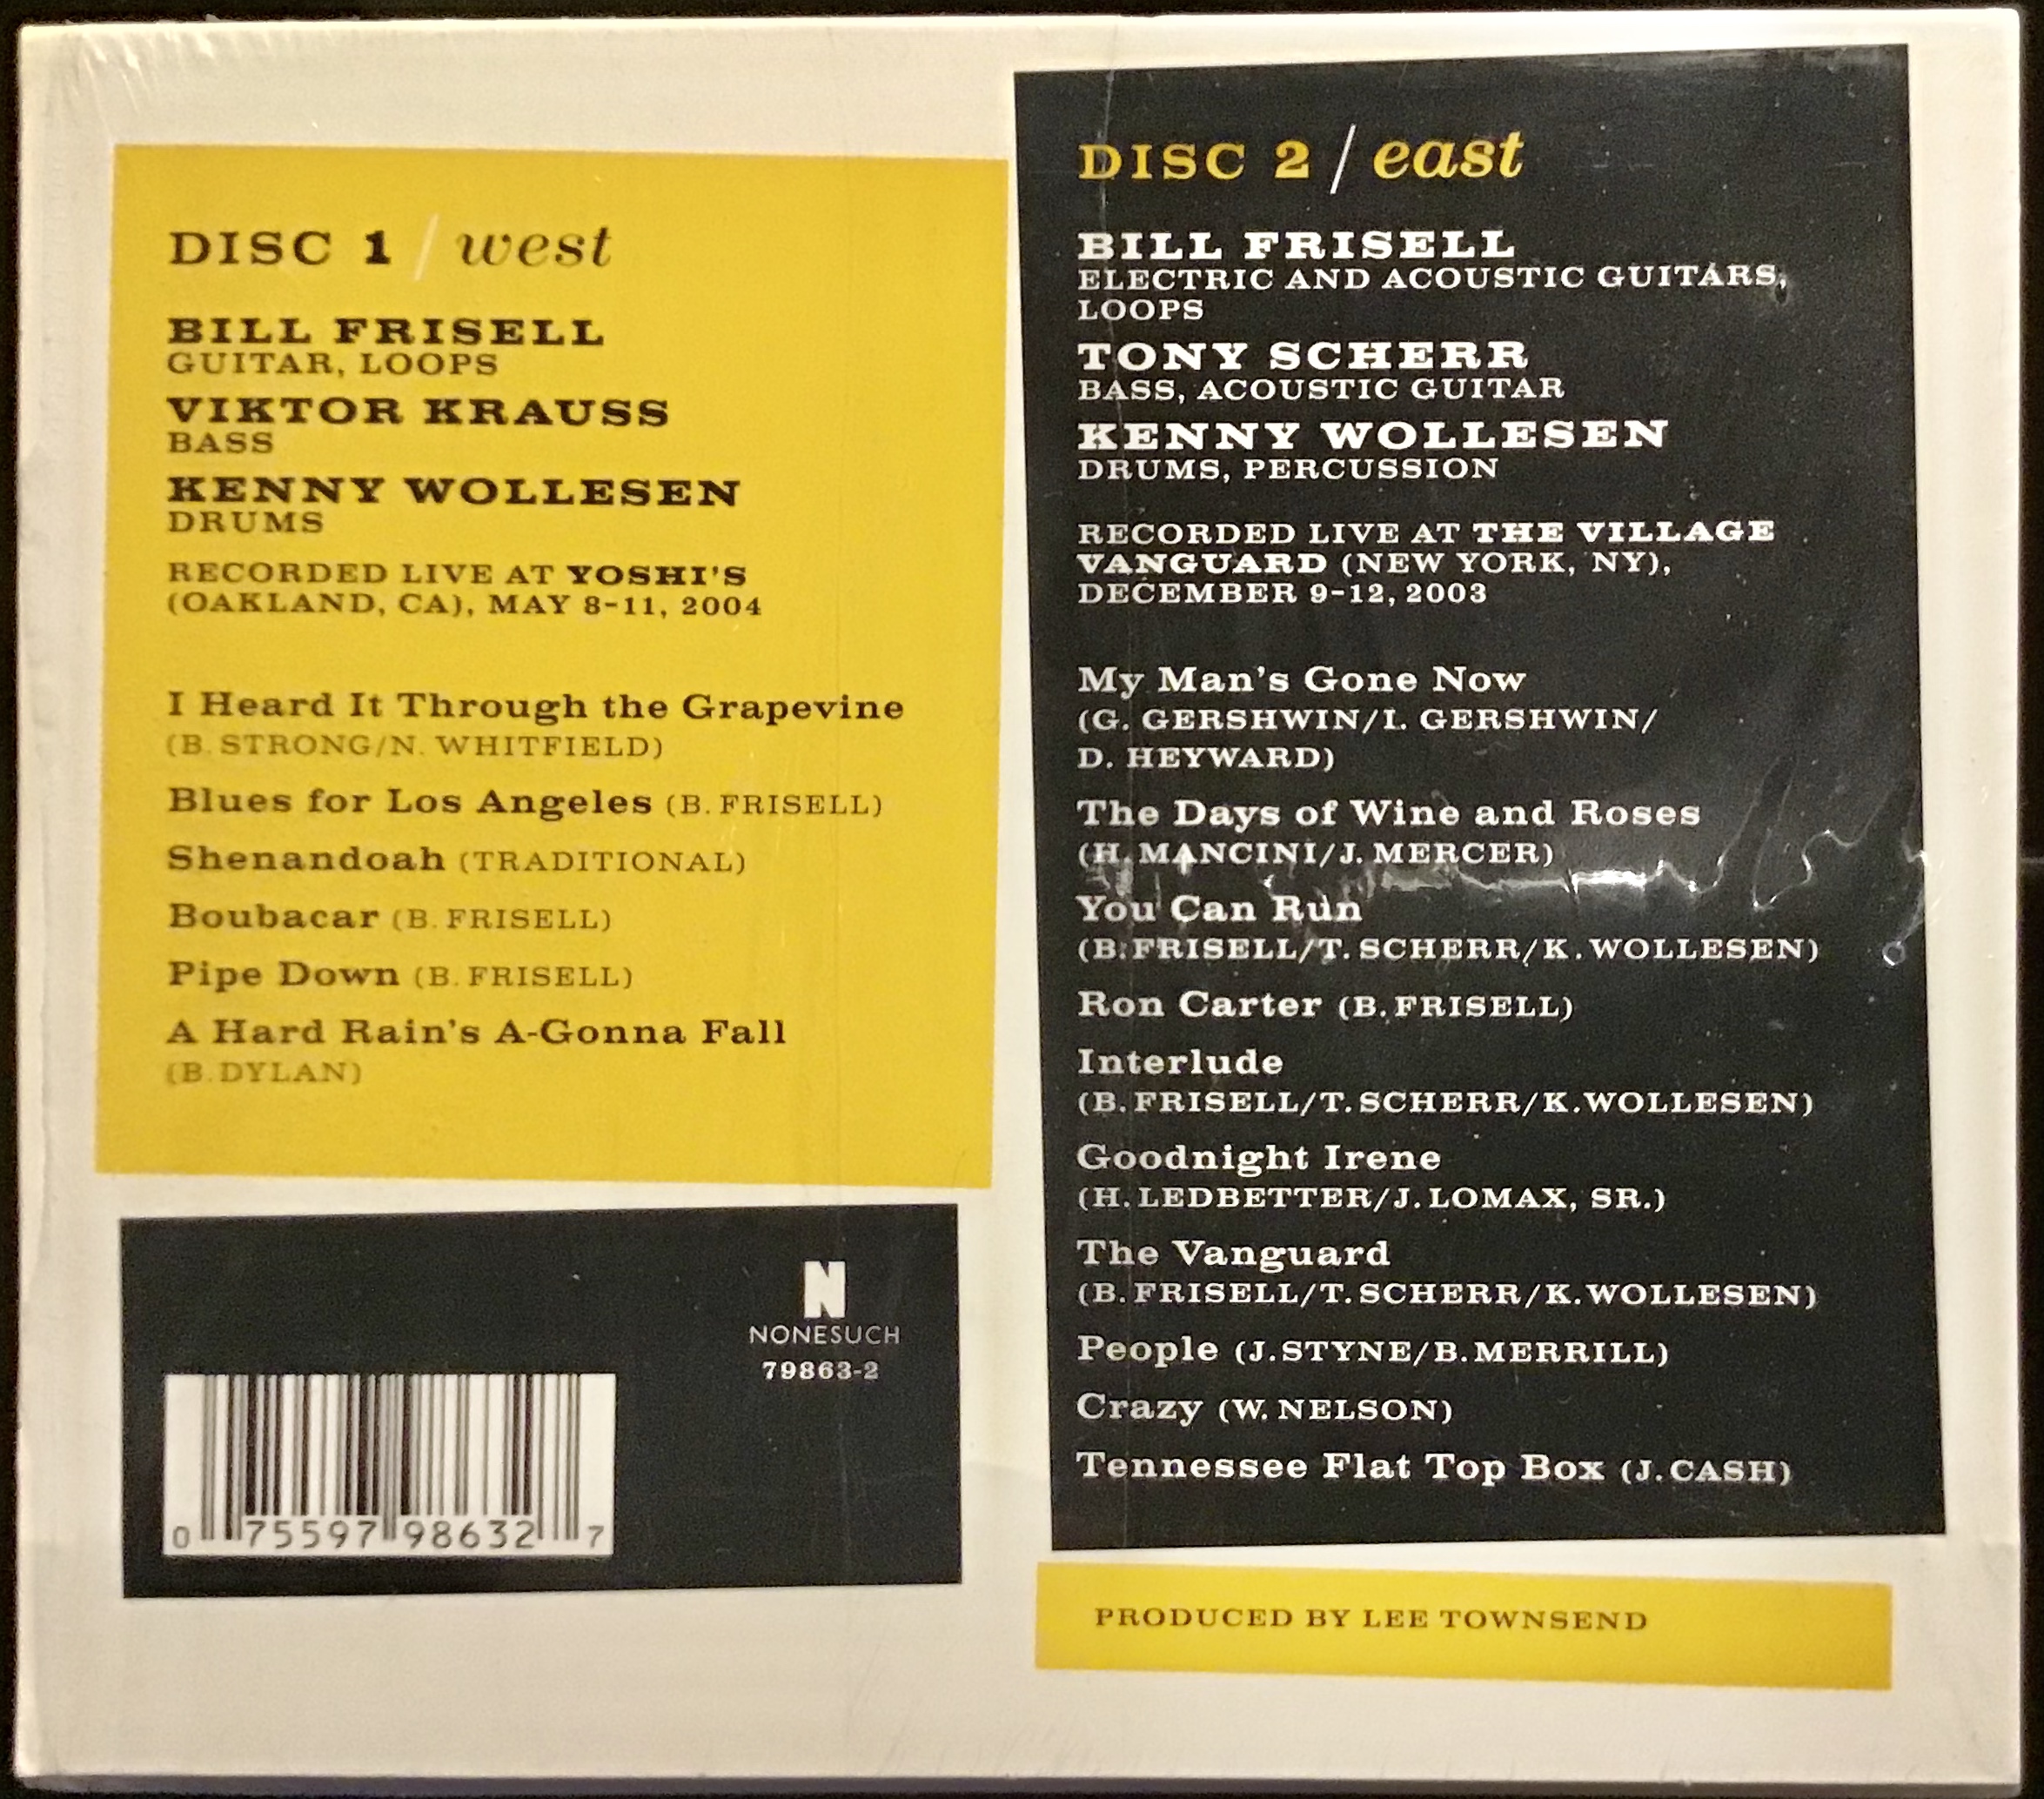 DISC 1 / west
BILL FRISELL
GUITAR, LOOPS
VIKTOR KRAUSS
BASS
KENNY WOLLESEN
DRUMS
RECORDED LIVE AT YOSHI'S
(OAKLAND, CA), MAY 8-11, 2004
I Heard It Through the Grapevine
(B. STRONG/N. WHITFIELD)
Blues for Los Angeles (B. FRISELL)
Shenandoah (TRADITIONAL)
Boubacar (B. FRISELL)
Pipe Down (B. FRISELL)
A Hard Rain's A-Gonna Fall
(B. DYLAN)
N
NONESUCH
79863-2
0 75597 98632 7
DISC 2 / east
BILL FRISELL
ELECTRIC AND ACOUSTIC GUITARS,
LOOPS
TONY SCHERR
BASS, ACOUSTIC GUITAR
KENNY WOLLESEN
DRUMS, PERCUSSION
RECORDED LIVE AT THE VILLAGE
VANGUARD (NEW YORK, NY),
DECEMBER 9-12, 2003
My Man's Gone Now
(G. GERSHWIN/I. GERSHWIN/
D. HEYWARD)
The Days of Wine and Roses
(H. MANCINI/J. MERCER)
You Can Run
(B. FRISELL/T. SCHERR/K. WOLLESEN)
Ron Carter (B. FRISELL)
Interlude
(B. FRISELL/T. SCHERR/K. WOLLESEN)
Goodnight Irene
(H. LEDBETTER/J. LOMAX, SR.)
The Vanguard
(B. FRISELL/T. SCHERR/K. WOLLESEN)
People (J. STYNE/B. MERRILL)
Crazy (W. NELSON)
Tennessee Flat Top Box (J. CASH)
PRODUCED BY LEE TOWNSEND